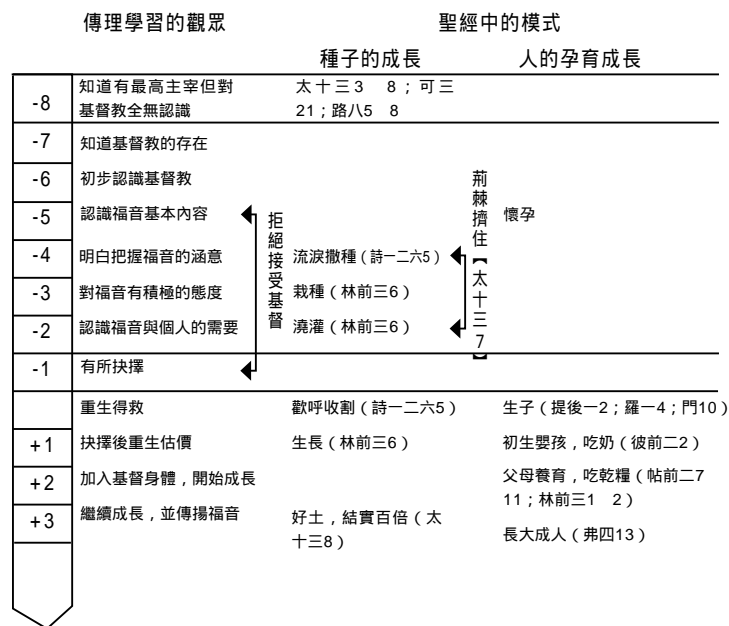 傳理學習的觀眾 聖經中的模式
種子的成長 人的孕育成長
-8 知道有最高主宰但對 太十三3 8；可三
基督教全無認識 21；路八5 8
-7 知道基督教的存在
-6 初步認識基督教
-5 認識福音基本內容 懷孕
-4 明白把握福音的涵意 流淚撒種（詩一二六5）
-3 對福音有積極的態度 栽種（林前三6）
-2 認識福音與個人的需要 澆灌（林前三6）
拒絕接受基督
荊棘擠住【太十三7】
-1 有所抉擇
重生得救 歡呼收割（詩一二六5） 生子（提後一2；羅一4；門10）
+1 抉擇後重生估價 生長（林前三6） 初生嬰孩，吃奶（彼前二2）
+2 加入基督身體，開始成長 父母養育，吃乾糧（帖前二7
11；林前三1 2）
+3 繼續成長，並傳揚福音 好土，結實百倍（太
十三8） 長大成人（弗四13）